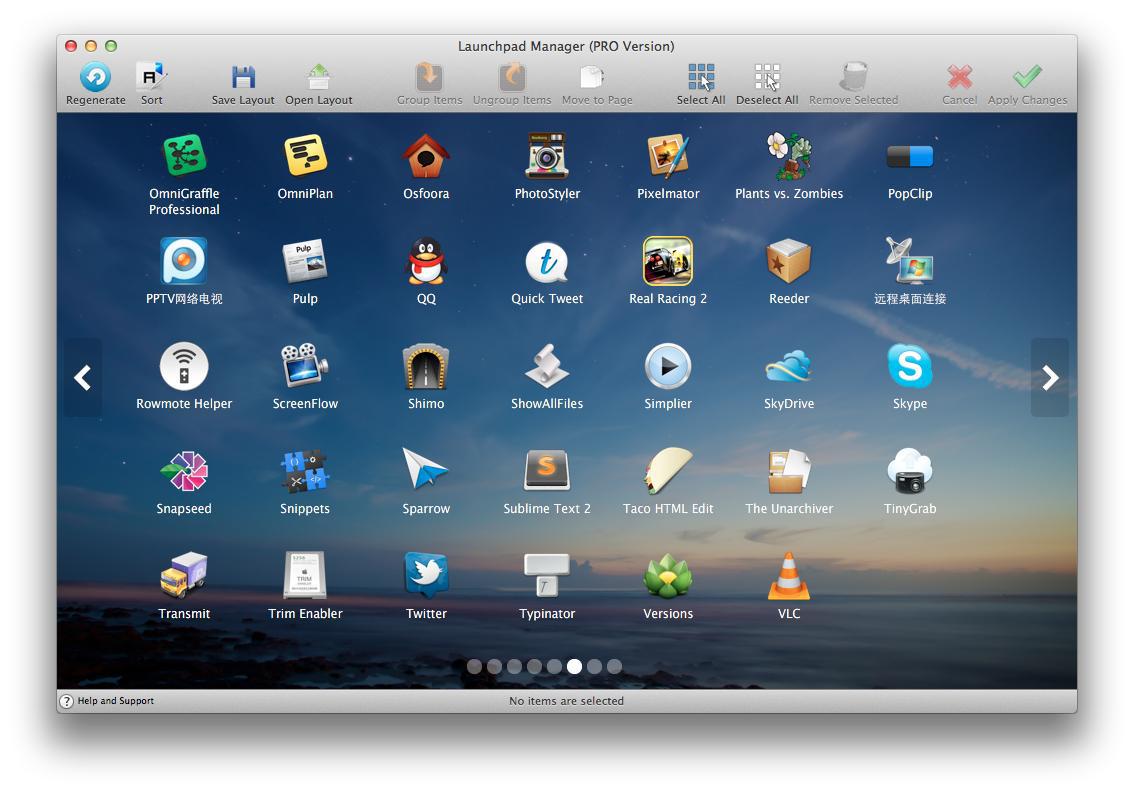 Launchpad Manager (PRO Version)
Regenerate
Sort
Save Layout
Open Layout
Group Items
Ungroup Items
Move to Page
Select All
Deselect All
Remove Selected
Cancel
Apply Changes
OmniGraffle
Professional
OmniPlan
Osfoora
PhotoStyler
Pixelmator
Plants vs. Zombies
PopClip
Pulp
PPTV网络电视
Pulp
QQ
Quick Tweet
Real Racing 2
Reeder
远程桌面连接
Rowmote Helper
ScreenFlow
Shimo
ShowAllFiles
Simplier
SkyDrive
Skype
Snapseed
Snippets
Sparrow
Sublime Text 2
Taco HTML Edit
The Unarchiver
TinyGrab
TRIM
Transmit
Trim Enabler
Twitter
Typinator
Versions
VLC
? Help and Support
No items are selected